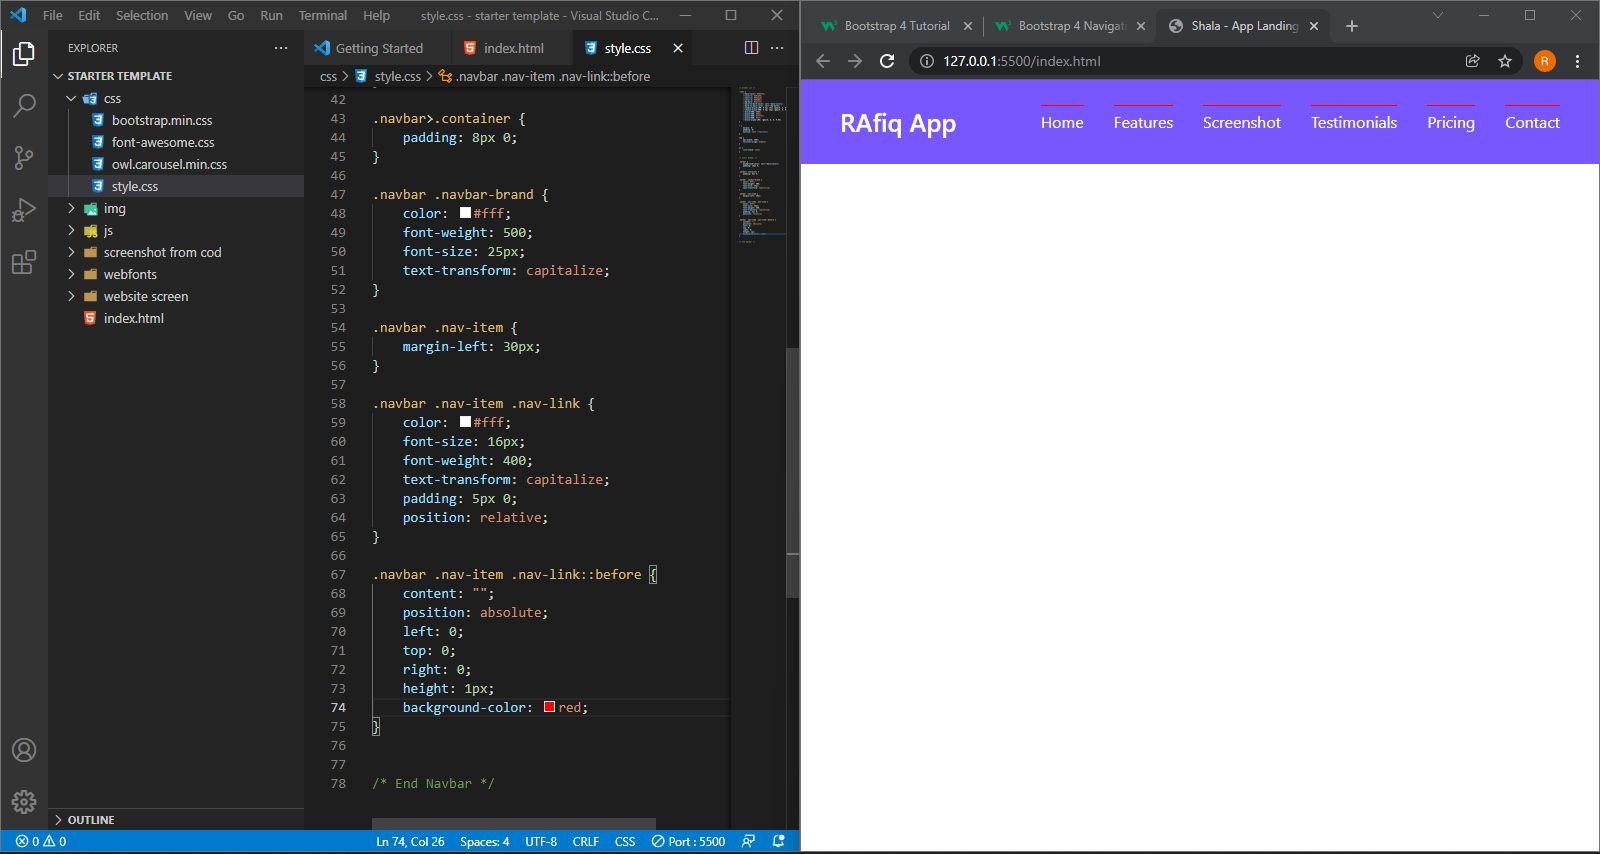 File Edit Selection View Go Run Terminal Help style.css - starter template - Visual Studio C...
EXPLORER
STARTER TEMPLATE
css
bootstrap.min.css
font-awesome.css
owl.carousel.min.css
style.css
img
js
screenshot from cod
webfonts
website screen
index.html
OUTLINE
Getting Started index.html style.css
css > style.css > .navbar .nav-item .nav-link::before
42
43 .navbar>.container {
44 padding: 8px 0;
45 }
46
47 .navbar .navbar-brand {
48 color: #fff;
49 font-weight: 500;
50 font-size: 25px;
51 text-transform: capitalize;
52 }
53
54 .navbar .nav-item {
55 margin-left: 30px;
56 }
57
58 .navbar .nav-item .nav-link {
59 color: #fff;
60 font-size: 16px;
61 font-weight: 400;
62 text-transform: capitalize;
63 padding: 5px 0;
64 position: relative;
65 }
66
67 .navbar .nav-item .nav-link::before {
68 content: "";
69 position: absolute;
70 left: 0;
71 top: 0;
72 right: 0;
73 height: 1px;
74 background-color: red;
75 }
76
77
78 /* End Navbar */
0 0 Ln 74, Col 26 Spaces: 4 UTF-8 CRLF CSS Port : 5500
Bootstrap 4 Tutorial Bootstrap 4 Navigat Shala - App Landing
127.0.0.1:5500/index.html R
RAfiq App Home Features Screenshot Testimonials Pricing Contact